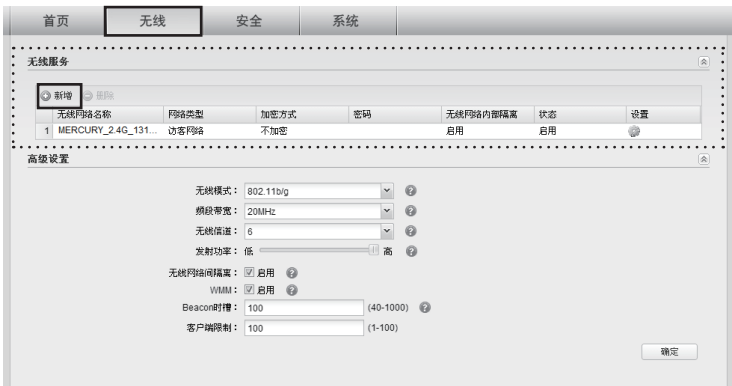 首页 无线 安全 系统
无线服务
新增 删除
无线网络名称 网络类型 加密方式 密码 无线网络内部隔离 状态 设置
1 MERCURY_2.4G_131... 访客网络 不加密 启用 启用
高级设置
无线模式： 802.11b/g
频段带宽： 20MHz
无线信道： 6
发射功率： 低 高
无线网络间隔离： 启用
WMM： 启用
Beacon时槽： 100 (40-1000)
客户端限制： 100 (1-100)
确定